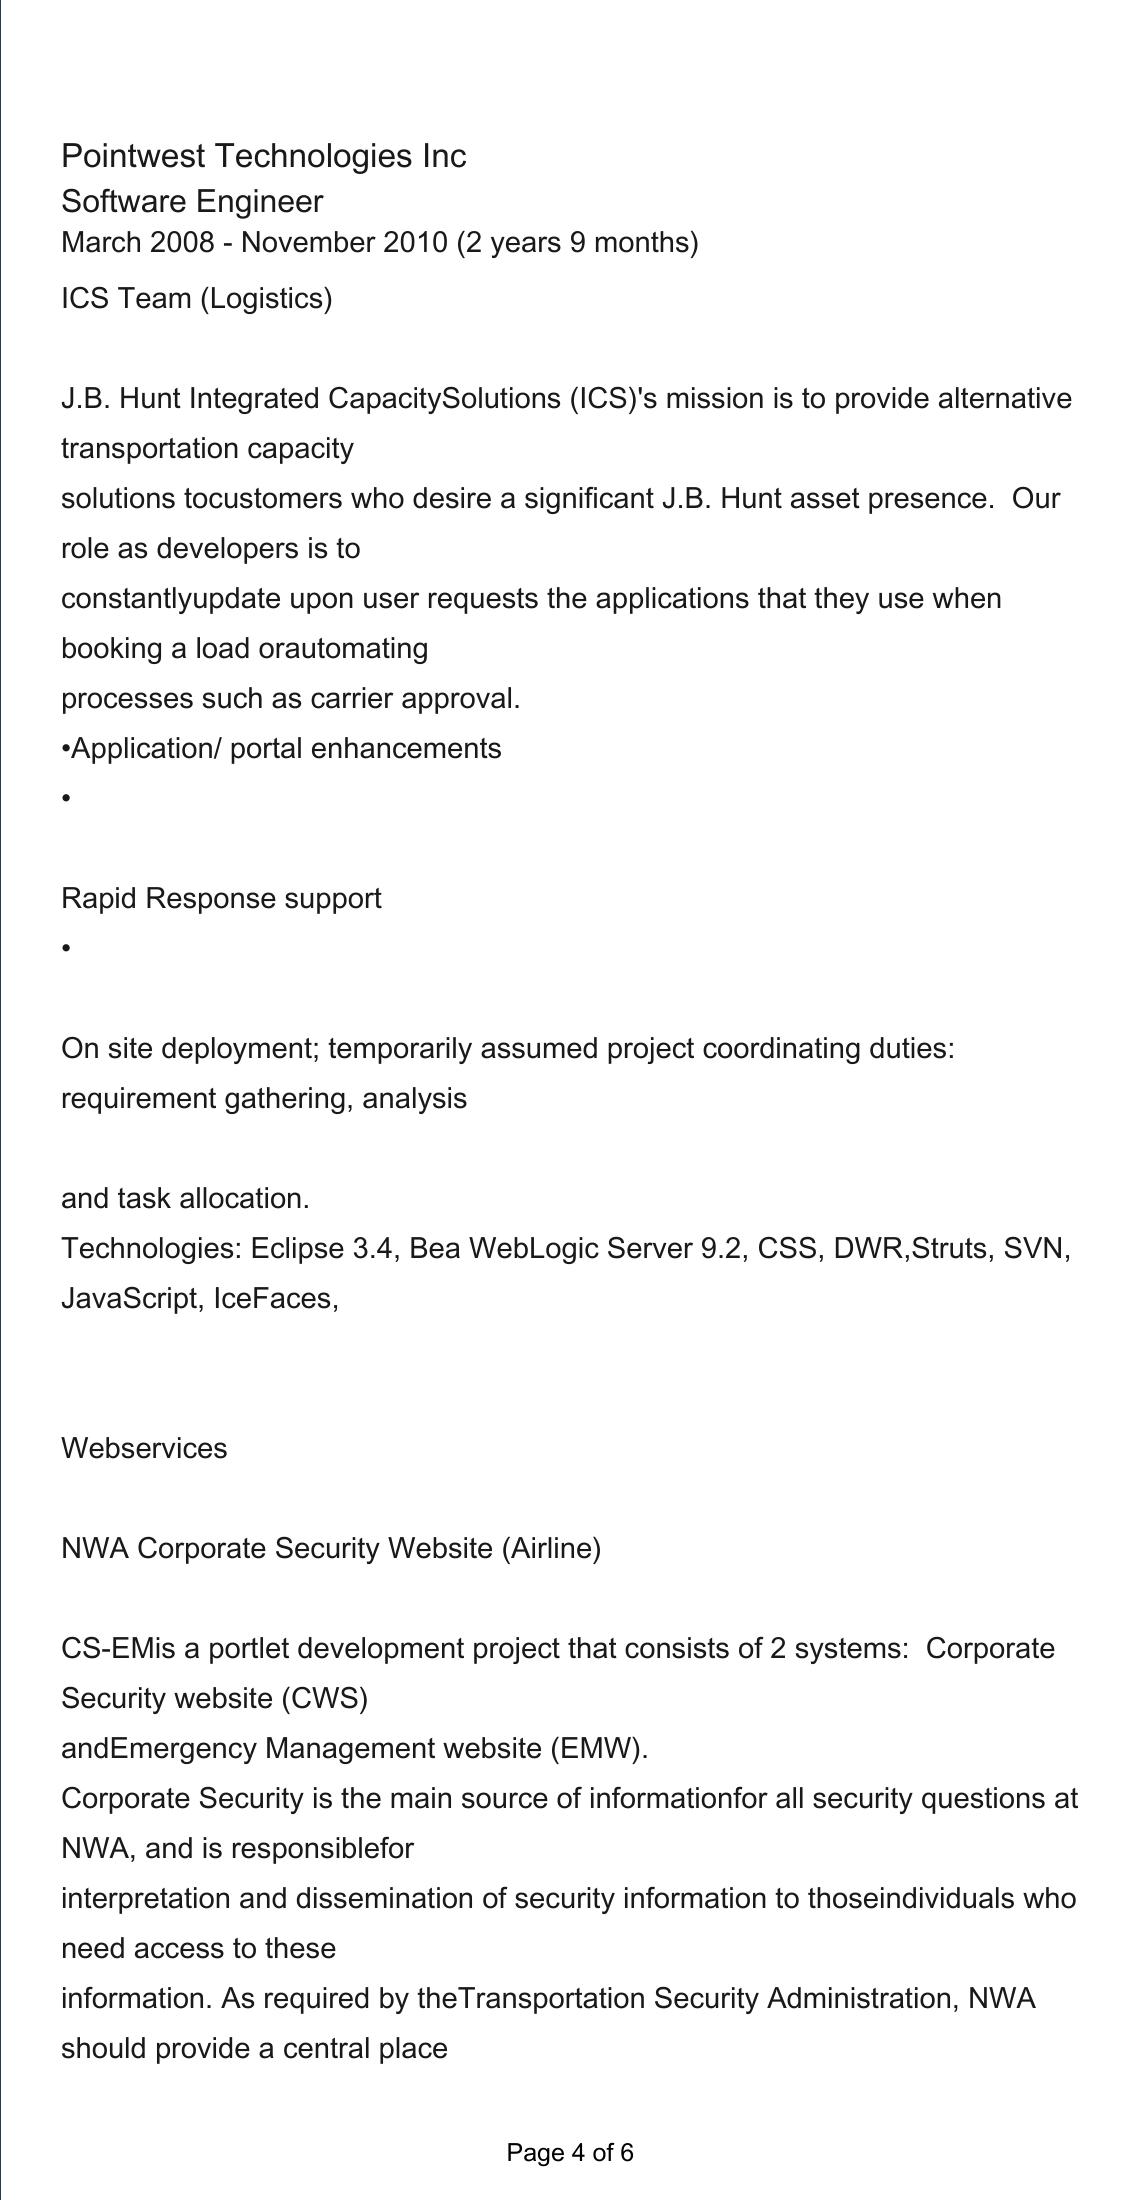 Pointwest Technologies Inc
Software Engineer
March 2008 - November 2010 (2 years 9 months)
ICS Team (Logistics)
J.B. Hunt Integrated CapacitySolutions (ICS)'s mission is to provide alternative
transportation capacity
solutions tocustomers who desire a significant J.B. Hunt asset presence.  Our
role as developers is to
constantlyupdate upon user requests the applications that they use when
booking a load orautomating
processes such as carrier approval.
•Application/ portal enhancements
•
Rapid Response support
•
On site deployment; temporarily assumed project coordinating duties:
requirement gathering, analysis
and task allocation.
Technologies: Eclipse 3.4, Bea WebLogic Server 9.2, CSS, DWR,Struts, SVN,
JavaScript, IceFaces,
Webservices
NWA Corporate Security Website (Airline)
CS-EMis a portlet development project that consists of 2 systems:  Corporate
Security website (CWS)
andEmergency Management website (EMW).
Corporate Security is the main source of informationfor all security questions at
NWA, and is responsiblefor
interpretation and dissemination of security information to thoseindividuals who
need access to these
information. As required by theTransportation Security Administration, NWA
should provide a central place
Page 4 of 6